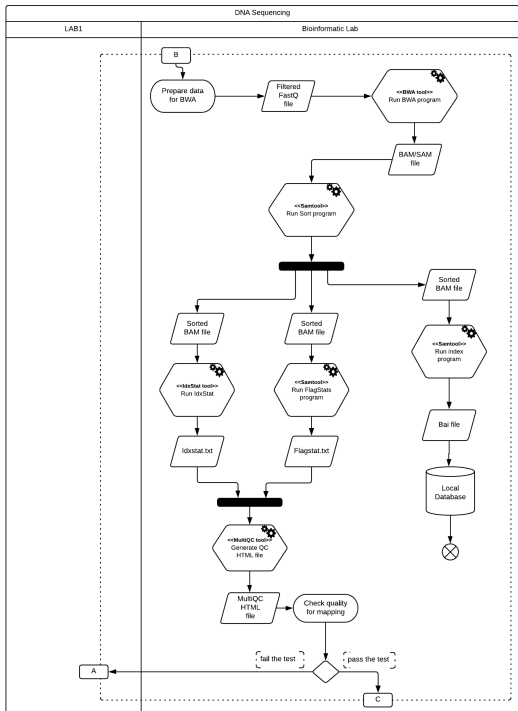 DNA Sequencing
LAB1
Bioinformatic Lab
B
Prepare data
for BWA
Filtered
FastQ
file
<<BWA tool>>
Run BWA program
BAM/SAM
file
<<Samtool>>
Run Sort program
Sorted
BAM file
Sorted
BAM file
Sorted
BAM file
<<IdxStat tool>>
Run IdxStat
<<Samtool>>
Run FlagStats
program
<<Samtool>>
Run index
program
Idxstat.txt
Flagstat.txt
Bai file
Local
Database
<<MultiQC tool>>
Generate QC
HTML file
MultiQC
HTML
file
Check quality
for mapping
fail the test
pass the test
A
C